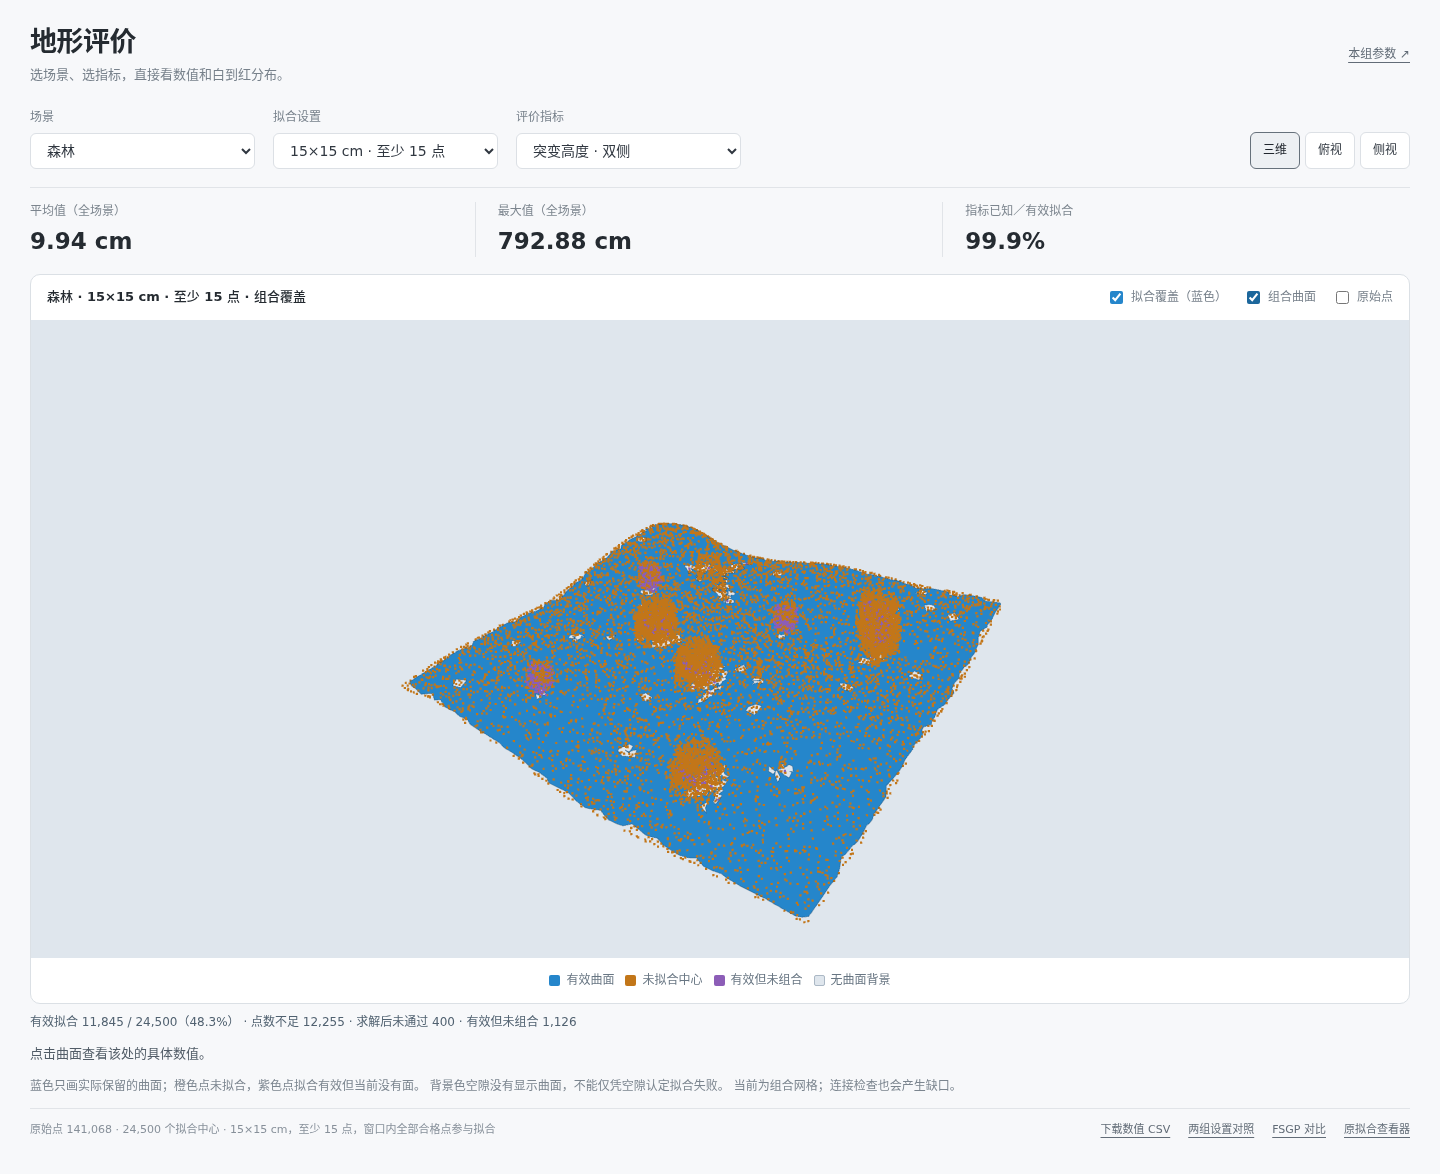 地形评价
选场景、选指标，直接看数值和白到红分布。
本组参数 ↗
场景
拟合设置
评价指标
森林
15×15 cm · 至少 15 点
突变高度 · 双侧
三维
俯视
侧视
平均值（全场景）
最大值（全场景）
指标已知／有效拟合
9.94 cm
792.88 cm
99.9%
森林 · 15×15 cm · 至少 15 点 · 组合覆盖
拟合覆盖（蓝色）
组合曲面
原始点
有效曲面
未拟合中心
有效但未组合
无曲面背景
有效拟合 11,845 / 24,500（48.3%） · 点数不足 12,255 · 求解后未通过 400 · 有效但未组合 1,126
点击曲面查看该处的具体数值。
蓝色只画实际保留的曲面；橙色点未拟合，紫色点拟合有效但当前没有面。 背景色空隙没有显示曲面，不能仅凭空隙认定拟合失败。 当前为组合网格；连接检查也会产生缺口。
原始点 141,068 · 24,500 个拟合中心 · 15×15 cm，至少 15 点，窗口内全部合格点参与拟合
下载数值 CSV
两组设置对照
FSGP 对比
原拟合查看器